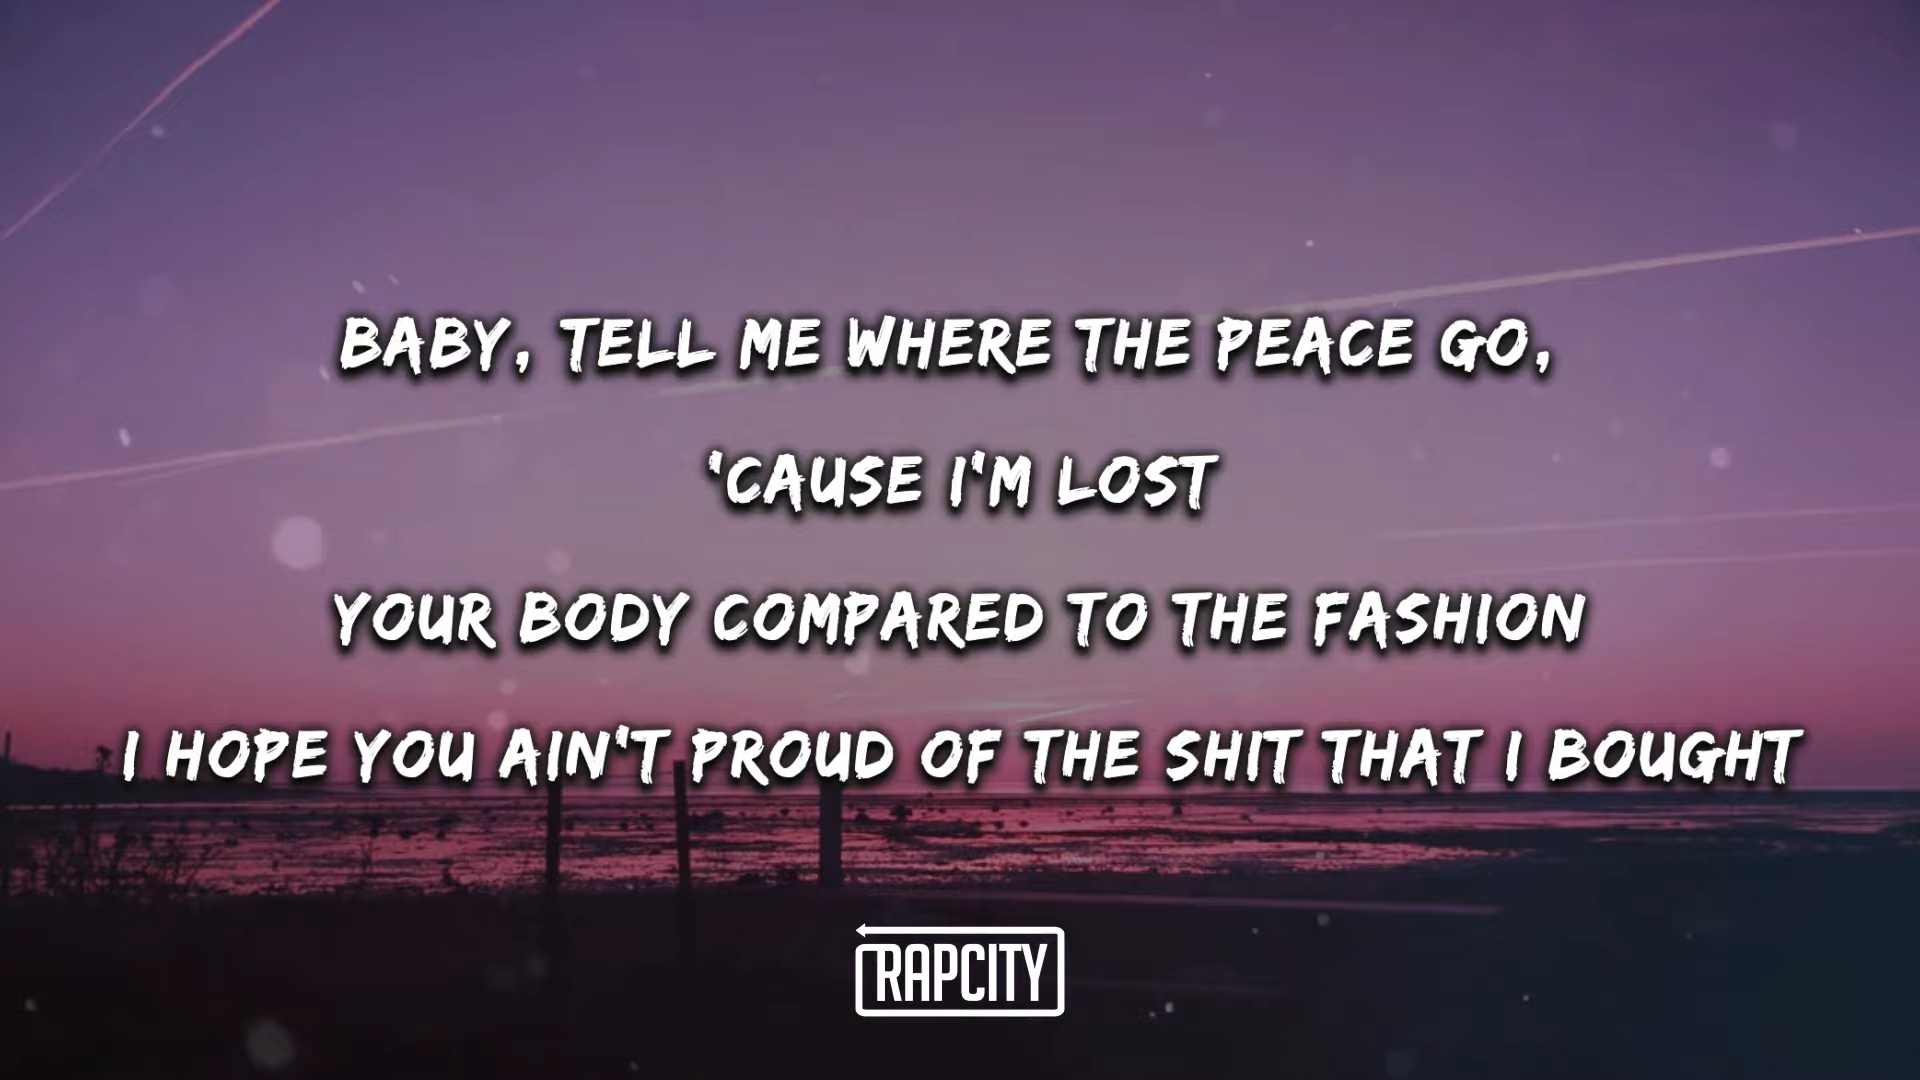 BABY, TELL ME WHERE THE PEACE GO,
'CAUSE I'M LOST
YOUR BODY COMPARED TO THE FASHION
I HOPE YOU AIN'T PROUD OF THE SHIT THAT I BOUGHT
RAPCITY